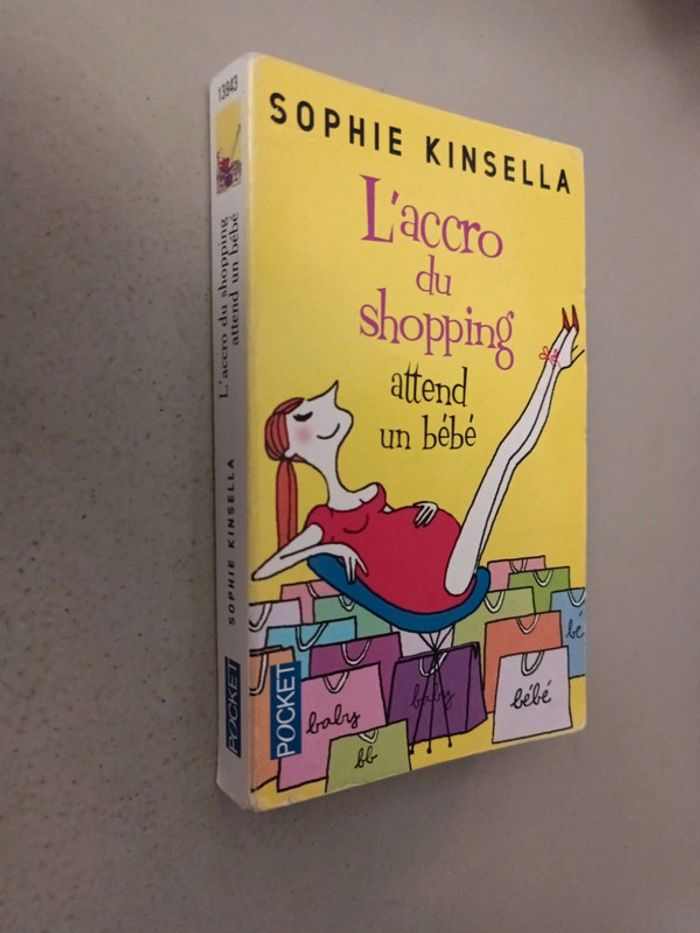 SOPHIE KINSELLA
L'accro
du
shopping
attend
un bébé
baby
bb
baby
bébé
bé
POCKET
13943
L'accro du shopping
attend un bébé
SOPHIE KINSELLA
POCKET